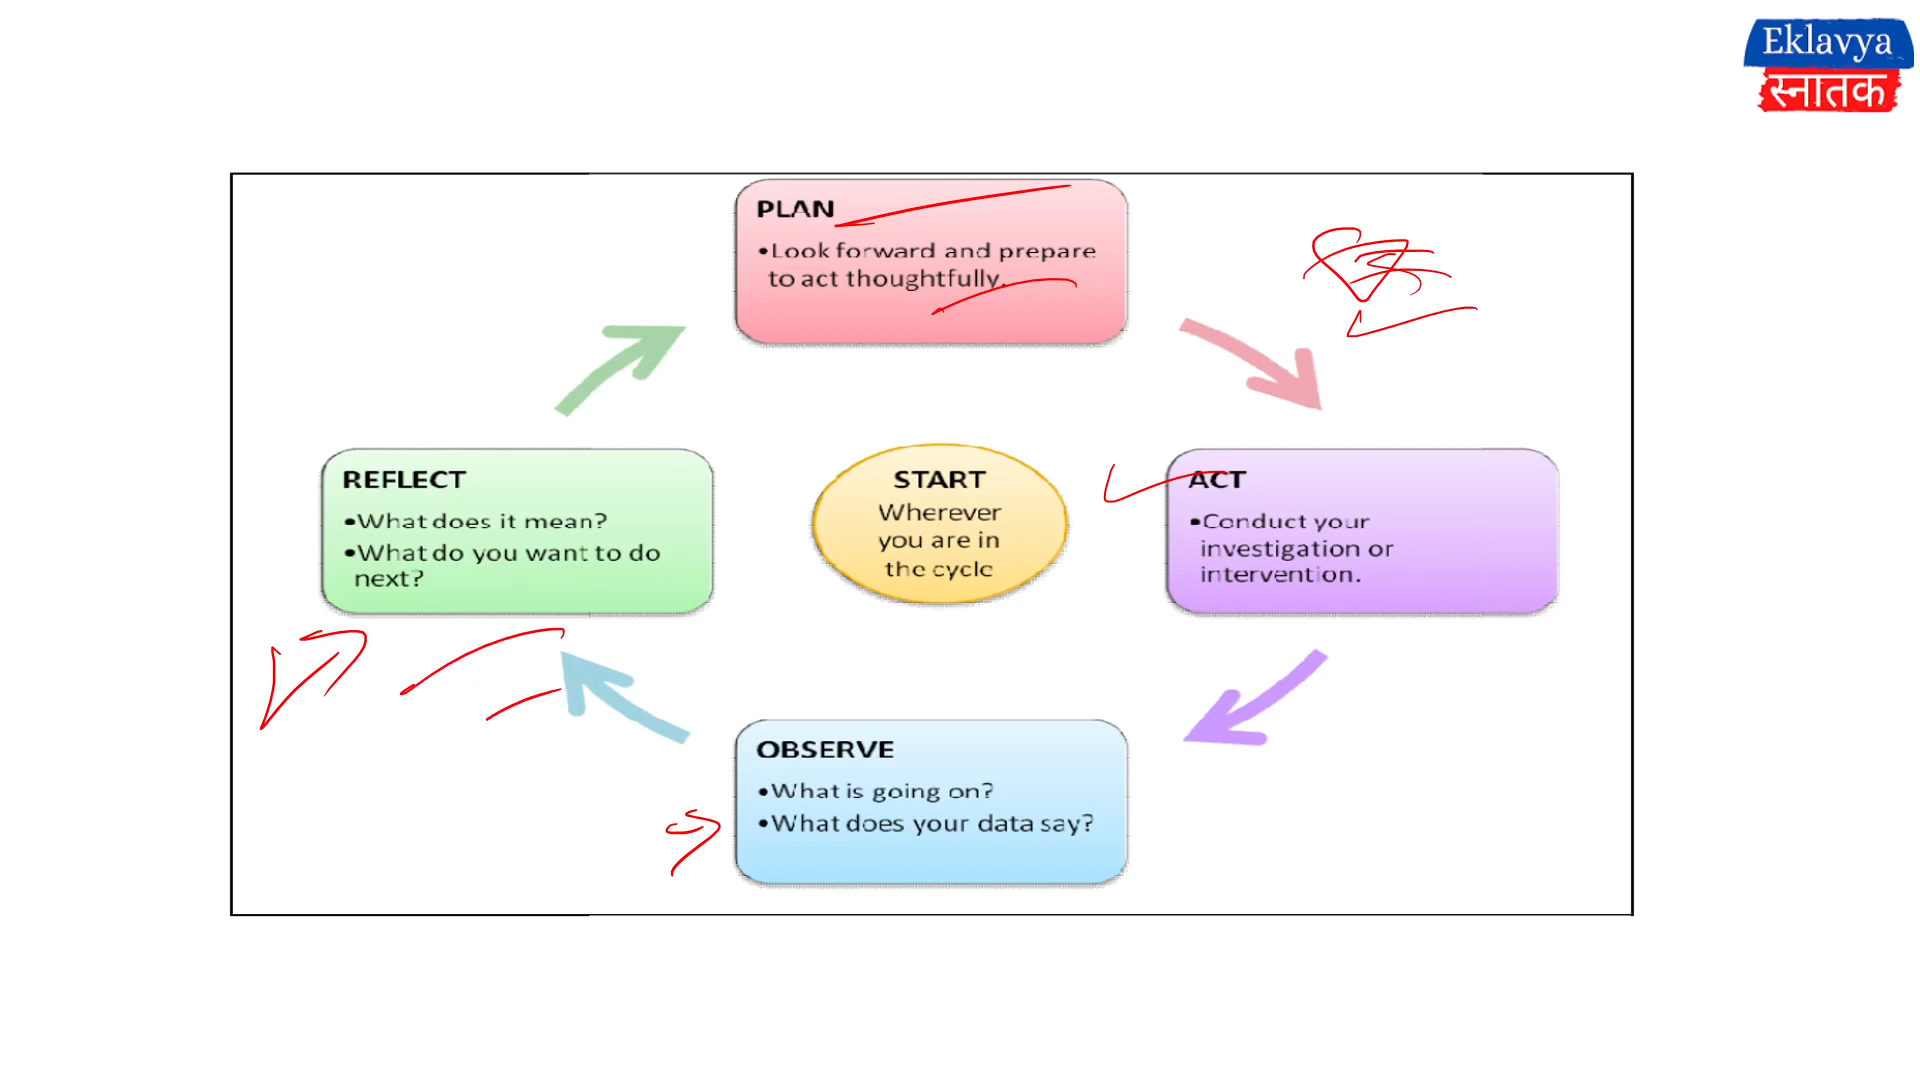 Eklavya
स्नातक
PLAN
•Look forward and prepare
to act thoughtfully.
REFLECT
•What does it mean?
•What do you want to do
next?
START
Wherever
you are in
the cycle
ACT
•Conduct your
investigation or
intervention.
OBSERVE
•What is going on?
•What does your data say?